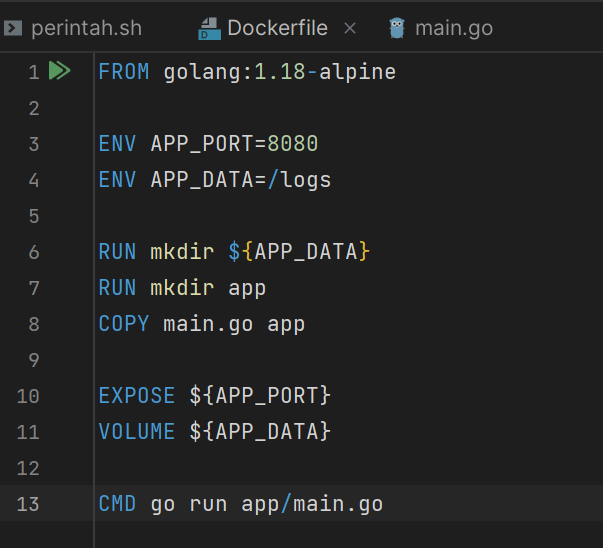 perintah.sh Dockerfile × main.go
1 FROM golang:1.18-alpine
2
3 ENV APP_PORT=8080
4 ENV APP_DATA=/logs
5
6 RUN mkdir ${APP_DATA}
7 RUN mkdir app
8 COPY main.go app
9
10 EXPOSE ${APP_PORT}
11 VOLUME ${APP_DATA}
12
13 CMD go run app/main.go